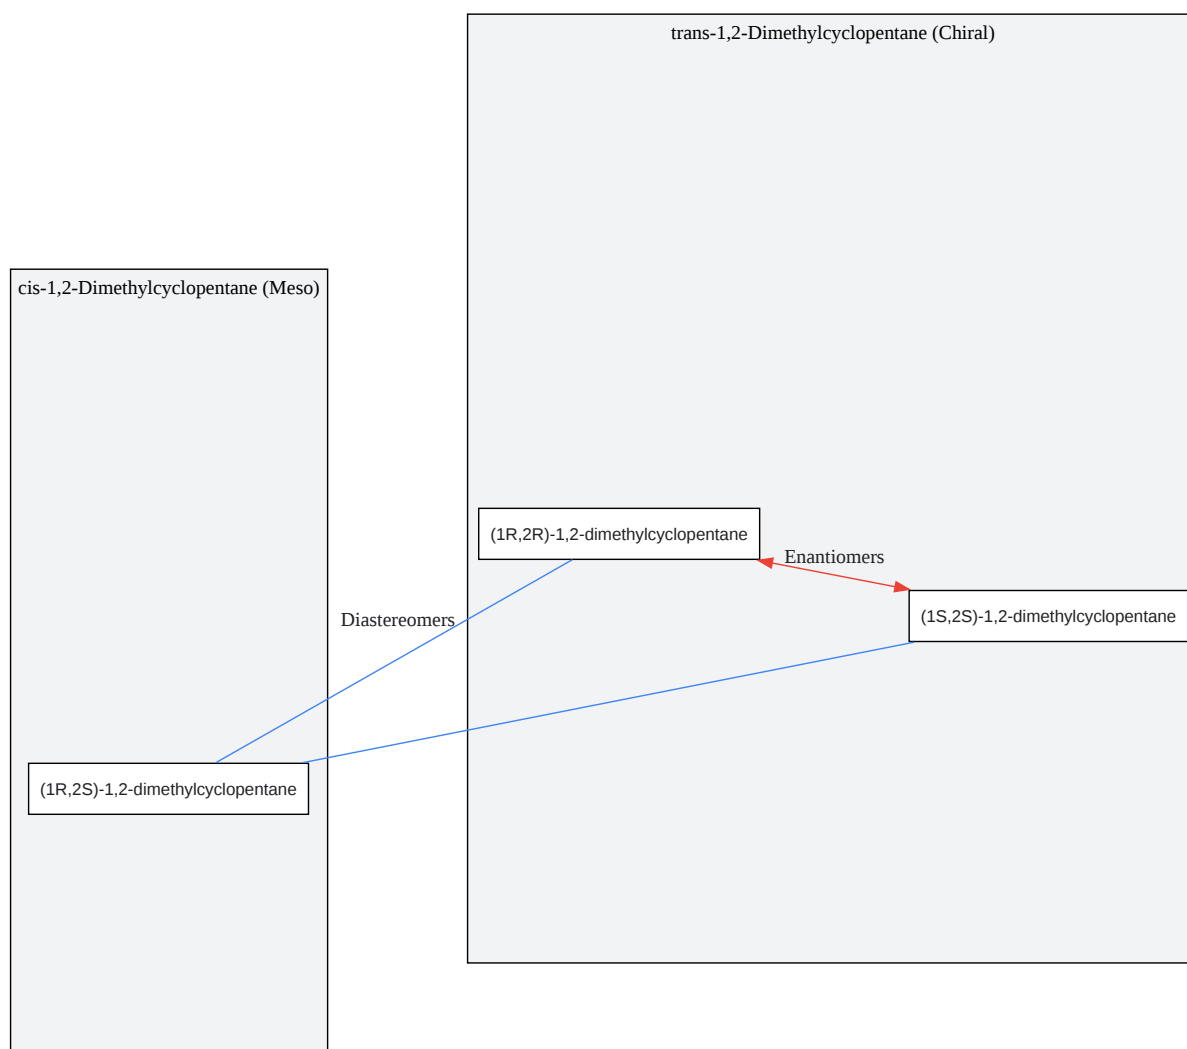 trans-1,2-Dimethylcyclopentane (Chiral)
cis-1,2-Dimethylcyclopentane (Meso)
(1R,2R)-1,2-dimethylcyclopentane
Enantiomers
(1S,2S)-1,2-dimethylcyclopentane
Diastereomers
(1R,2S)-1,2-dimethylcyclopentane